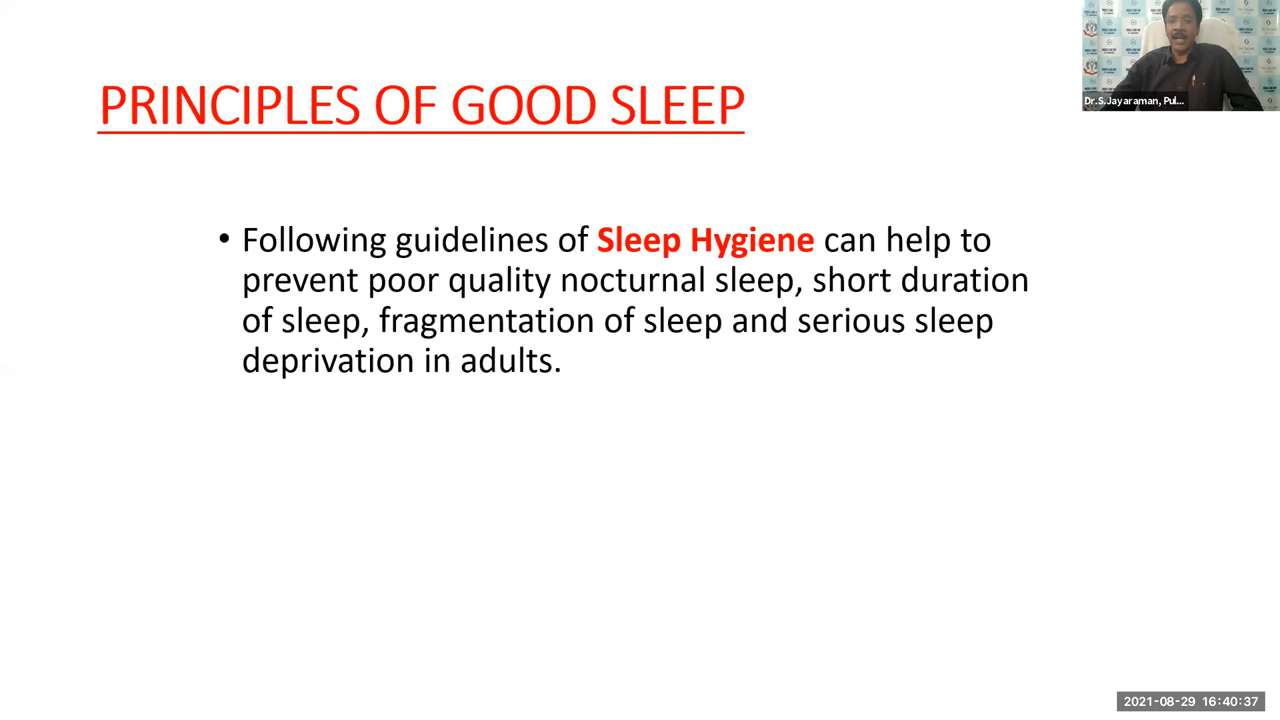 PRINCIPLES OF GOOD SLEEP
• Following guidelines of Sleep Hygiene can help to
prevent poor quality nocturnal sleep, short duration
of sleep, fragmentation of sleep and serious sleep
deprivation in adults.
Dr.S.Jayaraman, Pul...
2021-08-29 16:40:37